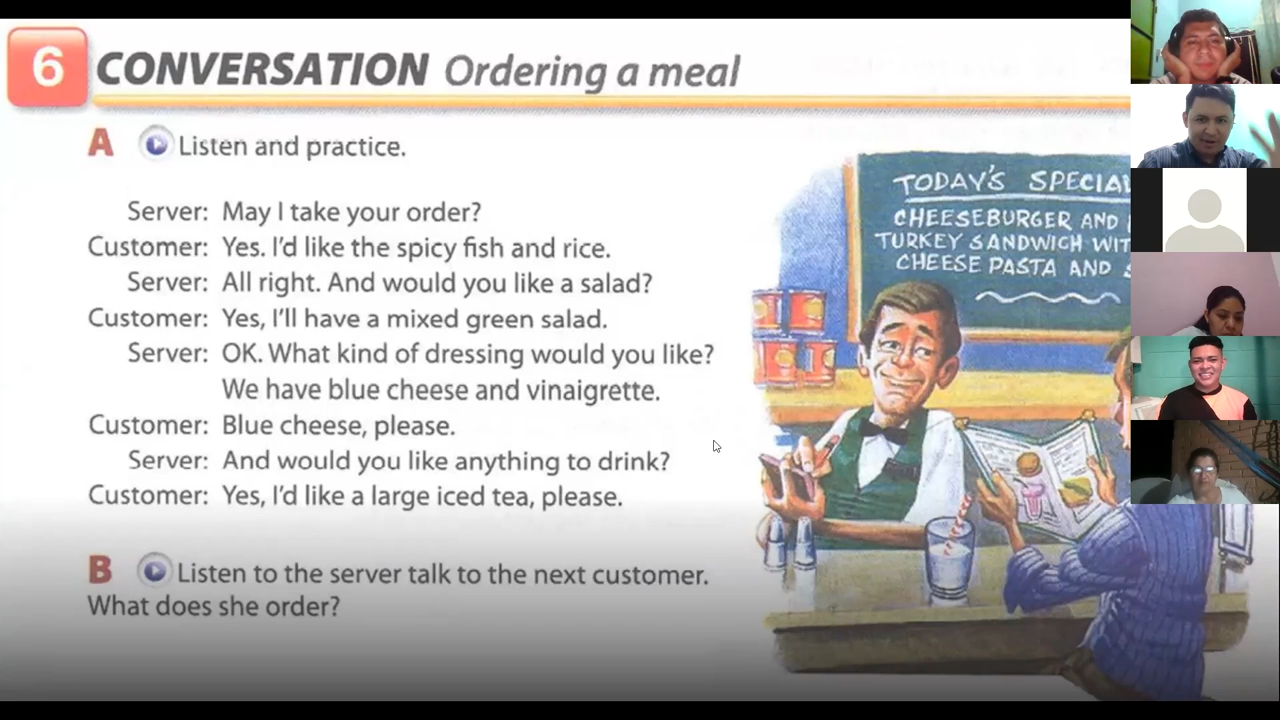 6 CONVERSATION Ordering a meal
A Listen and practice.
Server: May I take your order?
Customer: Yes. I'd like the spicy fish and rice.
Server: All right. And would you like a salad?
Customer: Yes, I'll have a mixed green salad.
Server: OK. What kind of dressing would you like?
We have blue cheese and vinaigrette.
Customer: Blue cheese, please.
Server: And would you like anything to drink?
Customer: Yes, I'd like a large iced tea, please.
B Listen to the server talk to the next customer.
What does she order?
TODAY'S
CHEESEBURGER AND
TURKEY SANDWICH
CHEESE PASTA AND